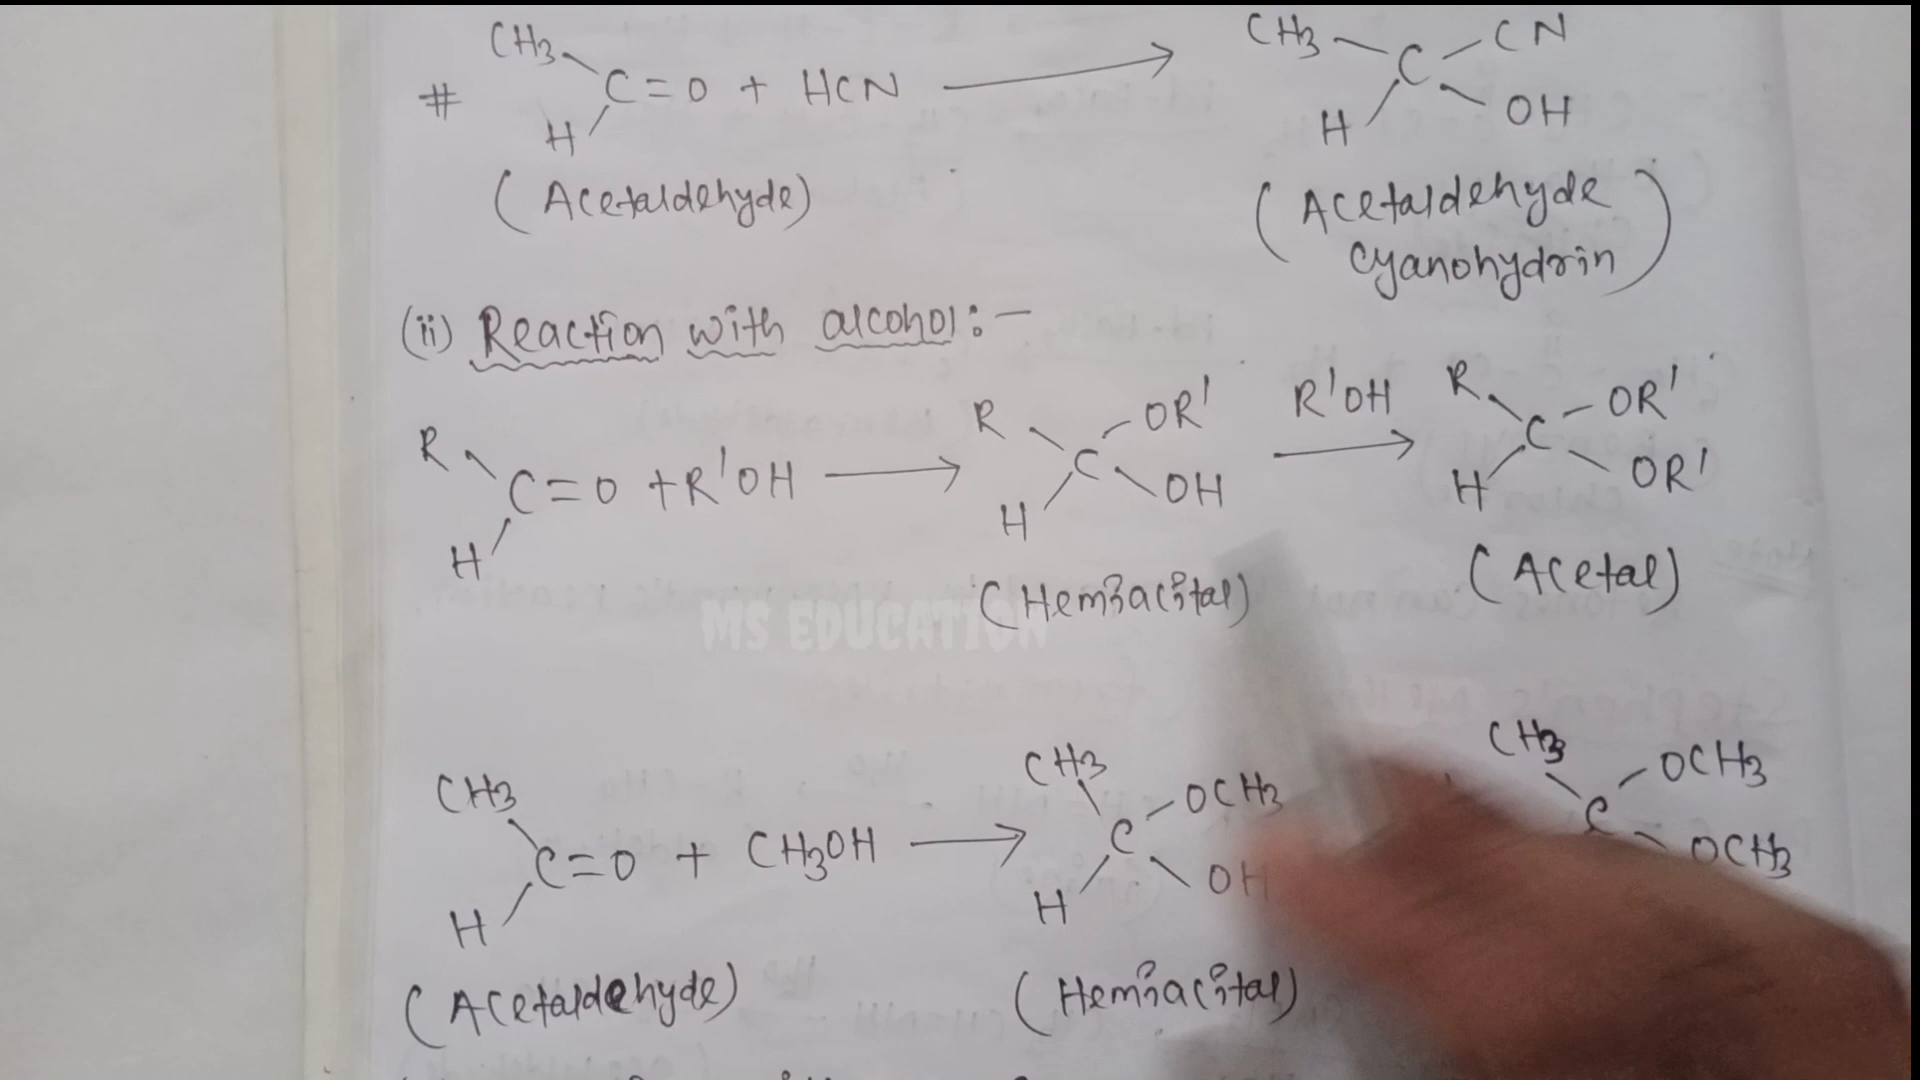 # CH3 H C=O + HCN → CH3 H C CN OH
(Acetaldehyde) (Acetaldehyde cyanohydrin)
(ii) Reaction with alcohol:-
R H C=O + R'OH → R H C OR' OH R'OH → R H C OR' OR'
(Hemiacital) (Acetal)
MS EDUCATION
CH3 H C=O + CH3OH → CH3 H C OCH3 OH CH3 C OCH3 OCH3
(Acetaldehyde) (Hemiacital)